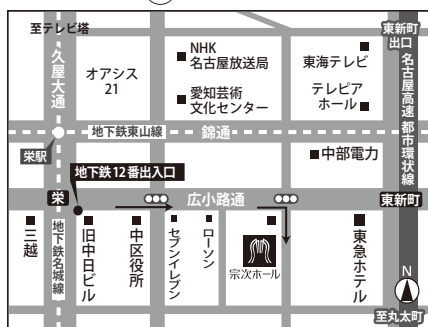 至テレビ塔
久屋大通
オアシス
21
NHK
名古屋放送局
愛知芸術
文化センター
東海テレビ
テレピア
ホール
東新町
出口
名古屋高速 都市環状線
地下鉄東山線
錦通
栄駅
中部電力
地下鉄12番出入口
栄
広小路通
東新町
三越
地下鉄名城線
旧中日ビル
中区役所
セブンイレブン
ローソン
宗次ホール
東急ホテル
N
至丸太町